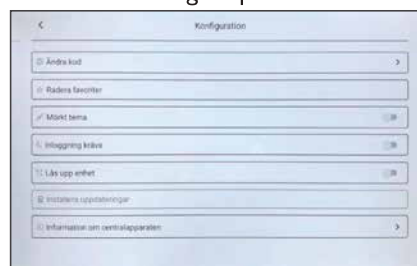 Konfiguration
Ändra kod
Radera favoriter
Mörkt tema
Inloggning krävs
Lås upp enhet
Installera uppdateringar
Information om centralapparaten